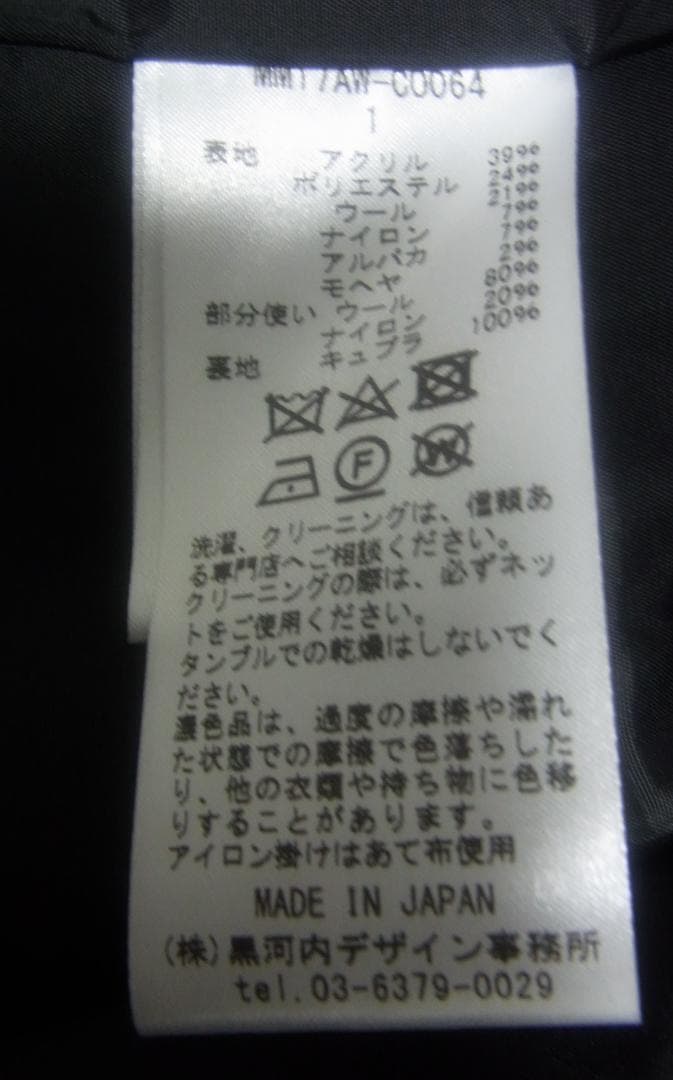 MM17AW-CO064
1
表地 アクリル 39%
ポリエステル 24%
ウール 21%
ナイロン 7%
アルパカ 7%
モヘヤ 2%
部分使い ウール 80%
ナイロン 20%
裏地 キュプラ 100%
F W
洗濯、クリーニングは、信頼あ
る専門店へご相談ください。
クリーニングの際は、必ずネッ
トをご使用ください。
タンブルでの乾燥はしないでく
ださい。
濃色品は、過度の摩擦や濡れ
た状態での摩擦で色落ちした
り、他の衣類や持ち物に色移
りすることがあります。
アイロン掛けはあて布使用
MADE IN JAPAN
(株)黒河内デザイン事務所
tel.03-6379-0029